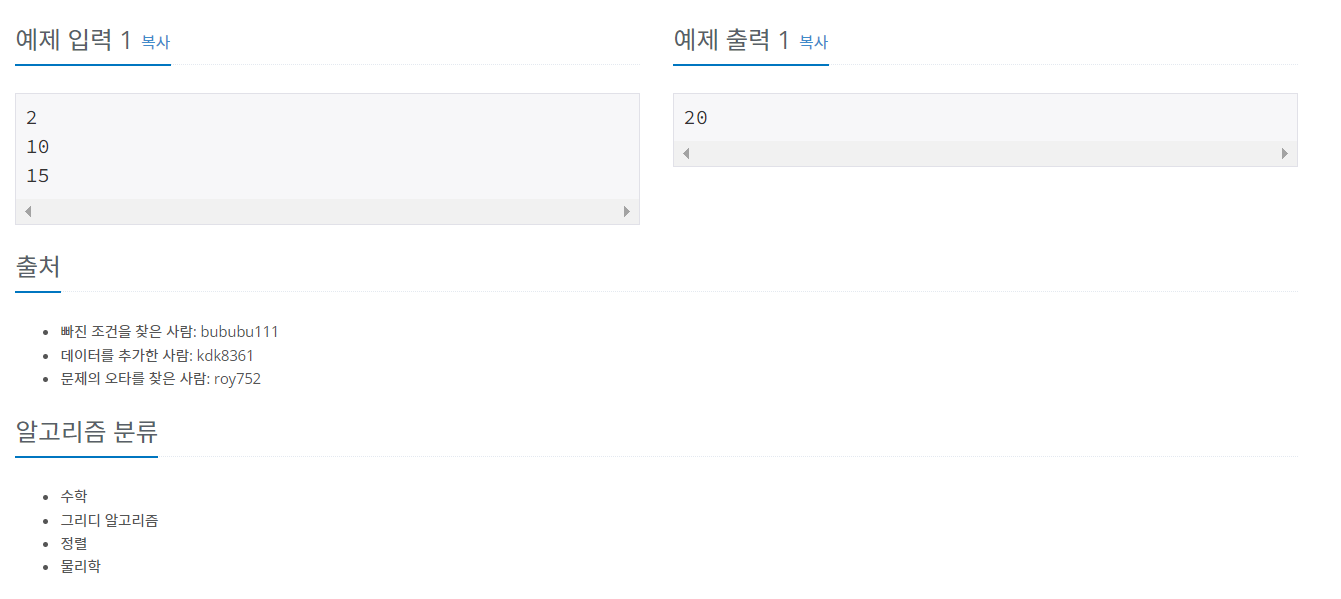 예제 입력 1 복사
2
10
15
예제 출력 1 복사
20
출처
빠진 조건을 찾은 사람: bububu111
데이터를 추가한 사람: kdk8361
문제의 오타를 찾은 사람: roy752
알고리즘 분류
수학
그리디 알고리즘
정렬
물리학